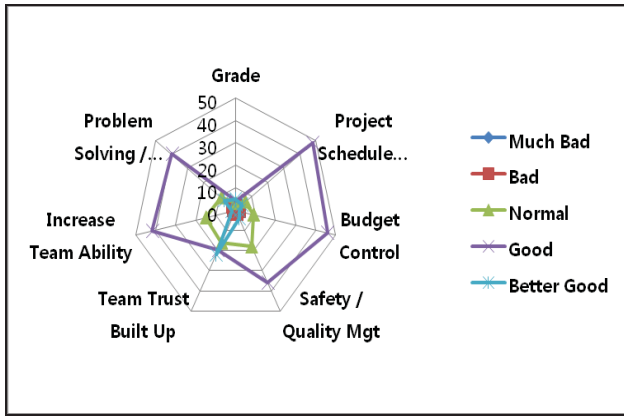 Grade
50
40
30
20
10
0
Project
Schedule...
Budget
Control
Safety /
Quality Mgt
Team Trust
Built Up
Increase
Team Ability
Problem
Solving /...
Much Bad
Bad
Normal
Good
Better Good